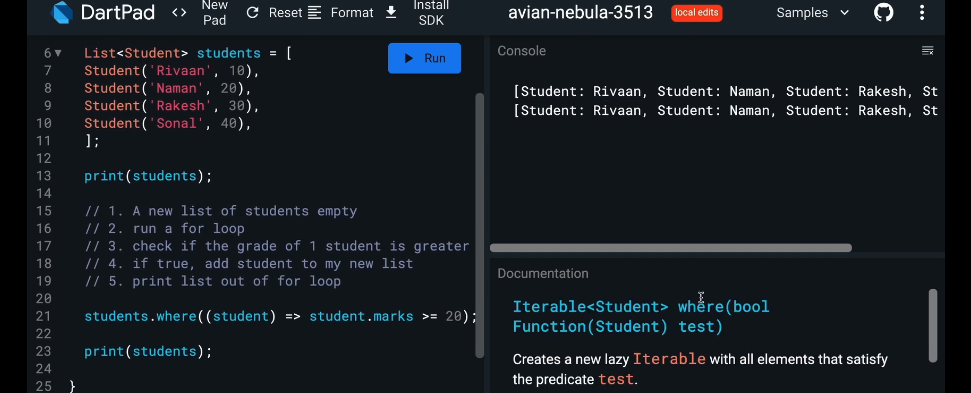 DartPad <> New Pad Reset Format Install SDK avian-nebula-3513 local edits Samples
6 List<Student> students = [
7 Student('Rivaan', 10),
8 Student('Naman', 20),
9 Student('Rakesh', 30),
10 Student('Sonal', 40),
11 ];
12
13 print(students);
14
15 // 1. A new list of students empty
16 // 2. run a for loop
17 // 3. check if the grade of 1 student is greater
18 // 4. if true, add student to my new list
19 // 5. print list out of for loop
20
21 students.where((student) => student.marks >= 20);
22
23 print(students);
24
25 }
Run
Console
[Student: Rivaan, Student: Naman, Student: Rakesh, St
[Student: Rivaan, Student: Naman, Student: Rakesh, St
Documentation
Iterable<Student> where(bool
Function(Student) test)
Creates a new lazy Iterable with all elements that satisfy
the predicate test.